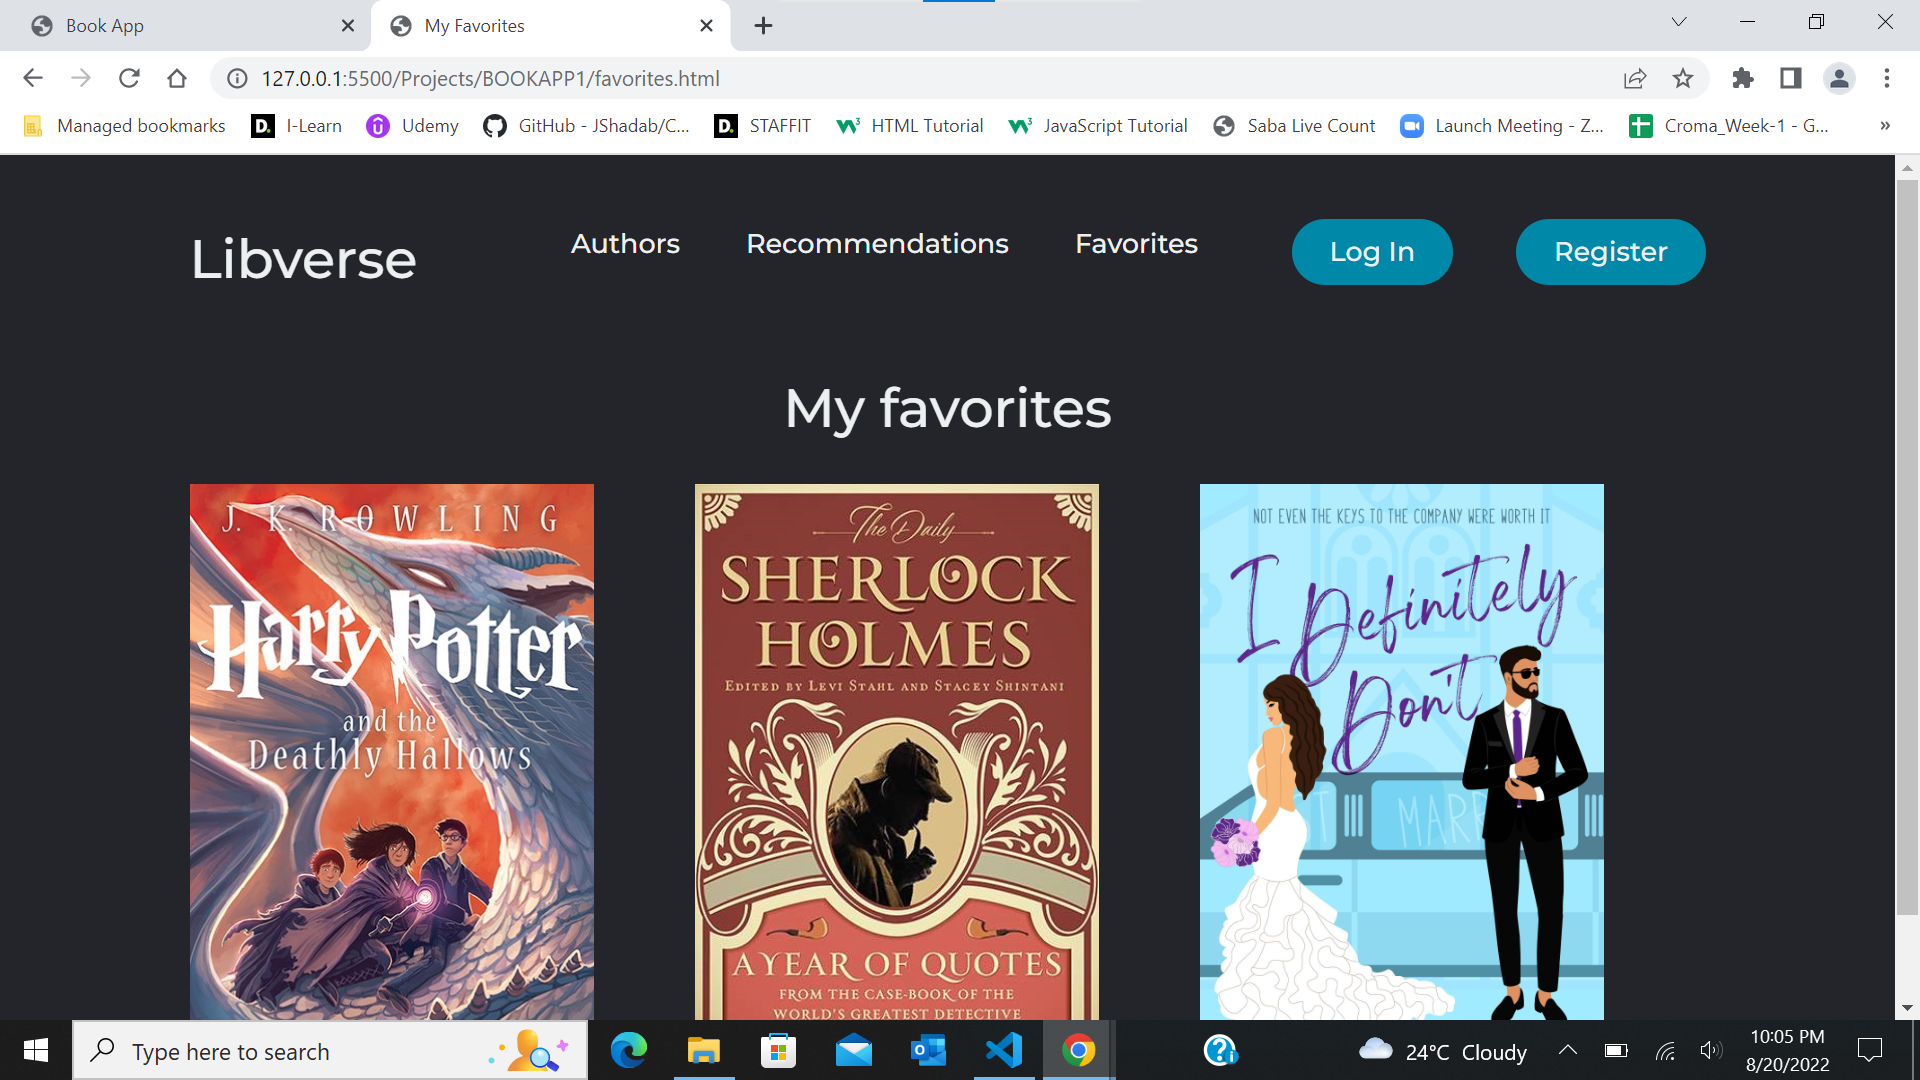 Book App
My Favorites
127.0.0.1:5500/Projects/BOOKAPP1/favorites.html
Managed bookmarks
I-Learn
Udemy
GitHub - JShadab/C...
STAFFIT
HTML Tutorial
JavaScript Tutorial
Saba Live Count
Launch Meeting - Z...
Croma_Week-1 - G...
»
Libverse
Authors
Recommendations
Favorites
Log In
Register
My favorites
J. K. ROWLING
Harry Potter
and the
Deathly Hallows
The Daily
SHERLOCK
HOLMES
EDITED BY LEVI STAHL AND STACEY SHINTANI
A YEAR OF QUOTES
FROM THE CASE-BOOK OF THE
WORLD'S GREATEST DETECTIVE
NOT EVEN THE KEYS TO THE COMPANY WERE WORTH IT
I Definitely
Don't
Type here to search
24°C Cloudy
10:05 PM
8/20/2022